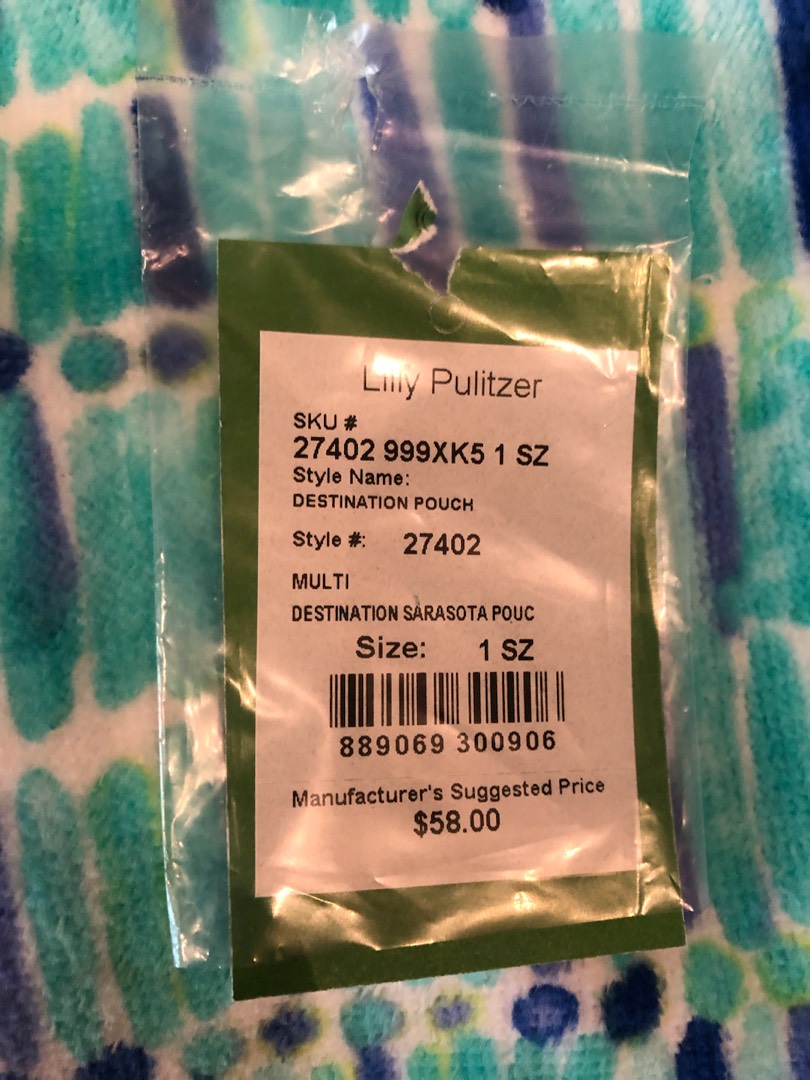 Lilly Pulitzer
SKU #
27402 999XK5 1 SZ
Style Name:
DESTINATION POUCH
Style #: 27402
MULTI
DESTINATION SARASOTA POUC
Size: 1 SZ
889069 300906
Manufacturer's Suggested Price
$58.00